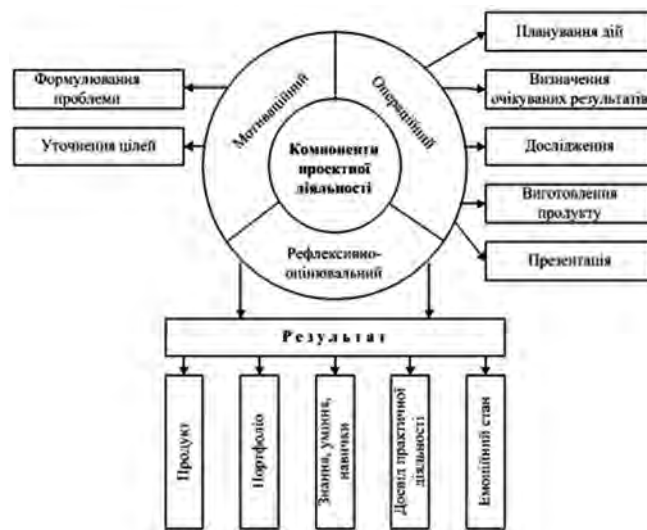 Планування дій
Формулювання
проблеми
Мотиваційний
Операційний
Визначення
очікуваних результатів
Уточнення цілей
Компоненти
проектної
діяльності
Дослідження
Виготовлення
продукту
Рефлексивно-
оцінювальний
Презентація
Результат
Продукт
Портфоліо
Знання, уміння,
навички
Досвід практичної
діяльності
Емоційний стан